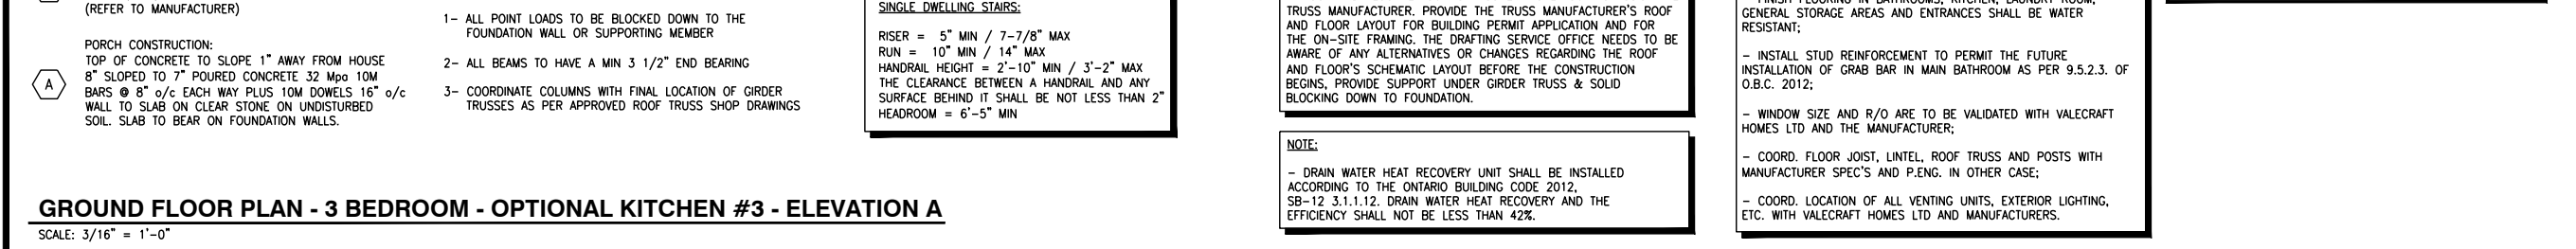 (REFER TO MANUFACTURER)
PORCH CONSTRUCTION:
TOP OF CONCRETE TO SLOPE 1" AWAY FROM HOUSE
8" SLOPED TO 7" POURED CONCRETE 32 Mpa 10M
A
BARS @ 8" o/c EACH WAY PLUS 10M DOWELS 16" o/c
WALL TO SLAB ON CLEAR STONE ON UNDISTURBED
SOIL. SLAB TO BEAR ON FOUNDATION WALLS.
1- ALL POINT LOADS TO BE BLOCKED DOWN TO THE
FOUNDATION WALL OR SUPPORTING MEMBER
2- ALL BEAMS TO HAVE A MIN 3 1/2" END BEARING
3- COORDINATE COLUMNS WITH FINAL LOCATION OF GIRDER
TRUSSES AS PER APPROVED ROOF TRUSS SHOP DRAWINGS
SINGLE DWELLING STAIRS:
RISER = 5" MIN / 7-7/8" MAX
RUN = 10" MIN / 14" MAX
HANDRAIL HEIGHT = 2'-10" MIN / 3'-2" MAX
THE CLEARANCE BETWEEN A HANDRAIL AND ANY
SURFACE BEHIND IT SHALL BE NOT LESS THAN 2"
HEADROOM = 6'-5" MIN
TRUSS MANUFACTURER. PROVIDE THE TRUSS MANUFACTURER'S ROOF
AND FLOOR LAYOUT FOR BUILDING PERMIT APPLICATION AND FOR
THE ON-SITE FRAMING. THE DRAFTING SERVICE OFFICE NEEDS TO BE
AWARE OF ANY ALTERNATIVES OR CHANGES REGARDING THE ROOF
AND FLOOR'S SCHEMATIC LAYOUT BEFORE THE CONSTRUCTION
BEGINS, PROVIDE SUPPORT UNDER GIRDER TRUSS & SOLID
BLOCKING DOWN TO FOUNDATION.
NOTE:
- DRAIN WATER HEAT RECOVERY UNIT SHALL BE INSTALLED
ACCORDING TO THE ONTARIO BUILDING CODE 2012,
SB-12 3.1.1.12. DRAIN WATER HEAT RECOVERY AND THE
EFFICIENCY SHALL NOT BE LESS THAN 42%.
- FINISH FLOORING IN BATHROOMS, KITCHEN, LAUNDRY ROOM,
GENERAL STORAGE AREAS AND ENTRANCES SHALL BE WATER
RESISTANT;
- INSTALL STUD REINFORCEMENT TO PERMIT THE FUTURE
INSTALLATION OF GRAB BAR IN MAIN BATHROOM AS PER 9.5.2.3. OF
O.B.C. 2012;
- WINDOW SIZE AND R/O ARE TO BE VALIDATED WITH VALECRAFT
HOMES LTD AND THE MANUFACTURER;
- COORD. FLOOR JOIST, LINTEL, ROOF TRUSS AND POSTS WITH
MANUFACTURER SPEC'S AND P.ENG. IN OTHER CASE;
- COORD. LOCATION OF ALL VENTING UNITS, EXTERIOR LIGHTING,
ETC. WITH VALECRAFT HOMES LTD AND MANUFACTURERS.
GROUND FLOOR PLAN - 3 BEDROOM - OPTIONAL KITCHEN #3 - ELEVATION A
SCALE: 3/16" = 1'-0"